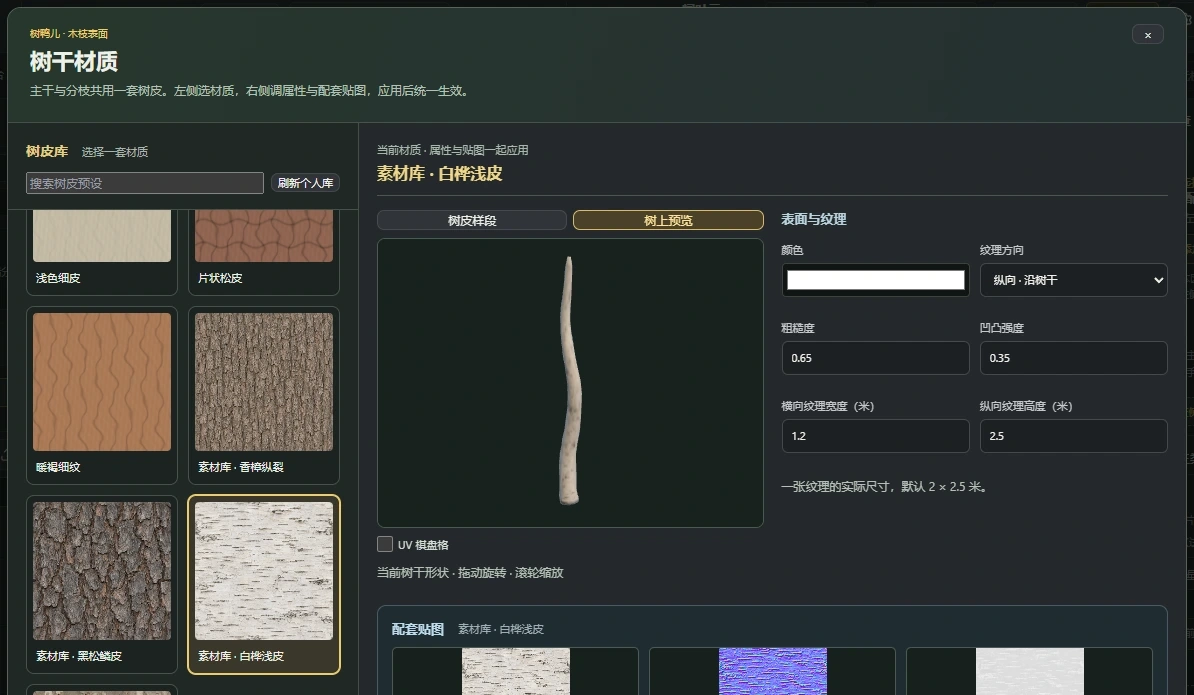 树鸭儿 · 木枝表面
树干材质
主干与分枝共用一套树皮。左侧选材质，右侧调属性与配套贴图，应用后统一生效。
×
树皮库 选择一套材质
搜索树皮预设 刷新个人库
浅色细皮 片状松皮
暖褐细纹 素材库 · 香樟纵裂
素材库 · 黑松鳞皮 素材库 · 白桦浅皮
当前材质 · 属性与贴图一起应用
素材库 · 白桦浅皮
树皮样段 树上预览
UV 棋盘格
当前树干形状 · 拖动旋转 · 滚轮缩放
表面与纹理
颜色 纹理方向
纵向 · 沿树干
粗糙度 凹凸强度
0.65 0.35
横向纹理宽度（米） 纵向纹理高度（米）
1.2 2.5
一张纹理的实际尺寸，默认 2 × 2.5 米。
配套贴图 素材库 · 白桦浅皮